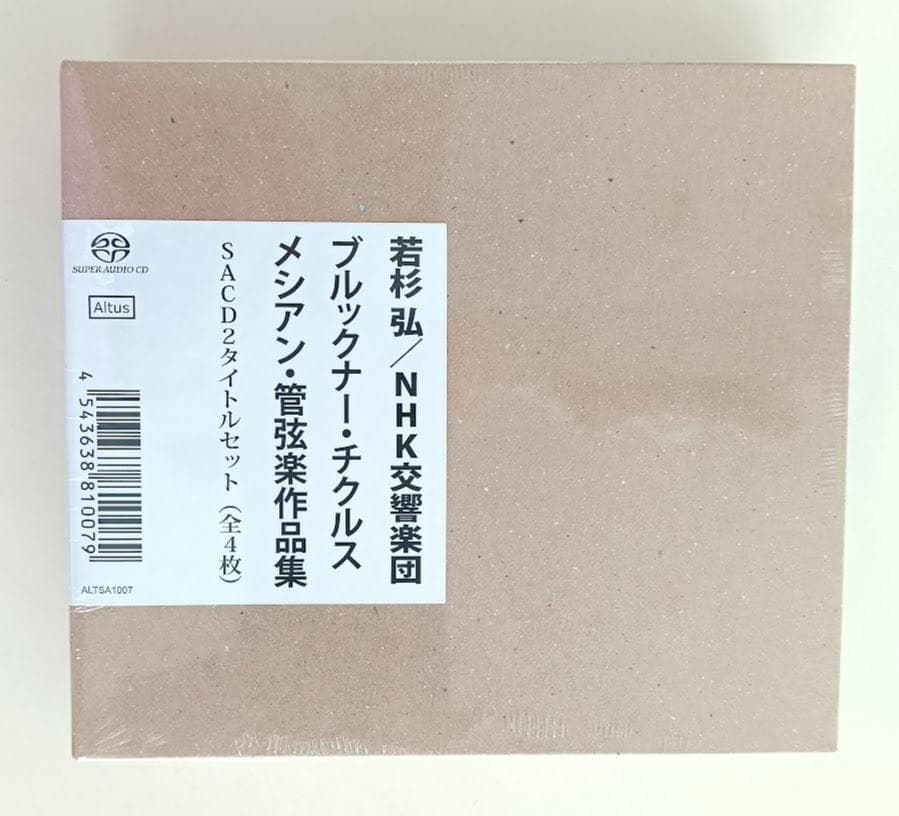 若杉 弘／NHK交響楽団
ブルックナー・チクルス
メシアン・管弦楽作品集
SACD2タイトルセット（全4枚）
SUPER AUDIO CD
Altus
4 543638 810079
ALTSA1007